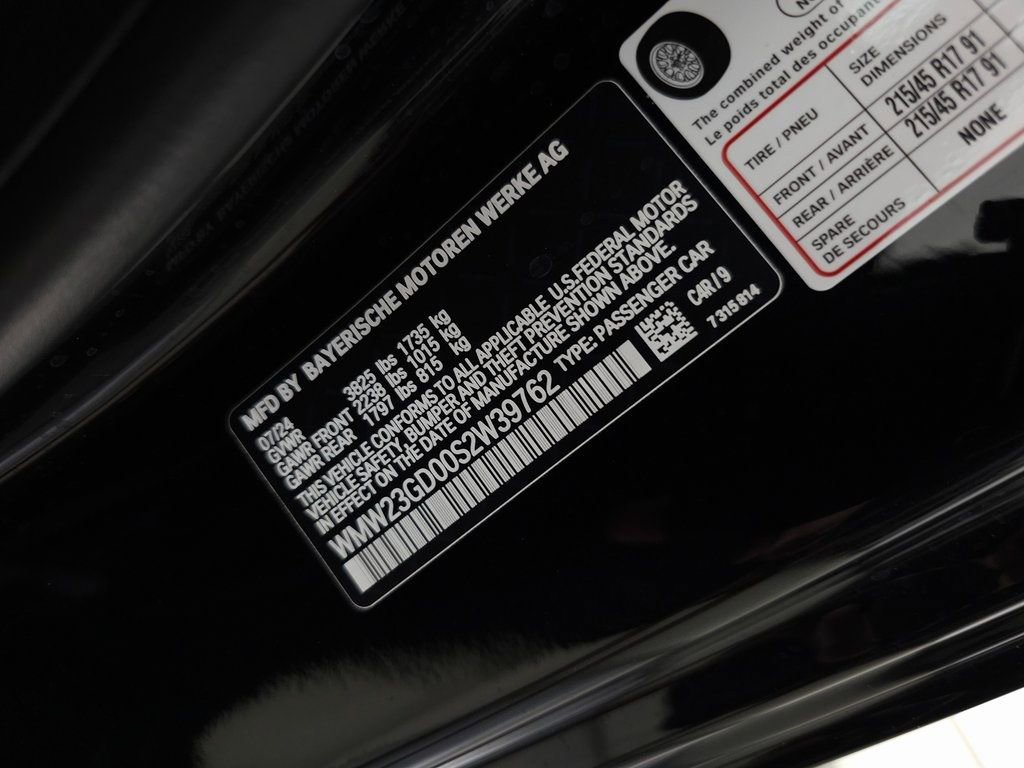 MFD BY BAYERISCHE MOTOREN WERKE AG
07/24
GVWR 3825 lbs 1735 kg
GAWR FRONT 2238 lbs 1015 kg
GAWR REAR 1797 lbs 815 kg
THIS VEHICLE CONFORMS TO ALL APPLICABLE U.S.FEDERAL MOTOR
VEHICLE SAFETY, BUMPER AND THEFT PREVENTION STANDARDS
IN EFFECT ON THE DATE OF MANUFACTURE SHOWN ABOVE.
WMW23GD00S2W39762 TYPE: PASSENGER CAR
C4R/9
7315814
The combined weight of
Le poids total des occupant
TIRE / PNEU
SIZE
DIMENSIONS
FRONT / AVANT 215/45 R17 91
REAR / ARRIÈRE 215/45 R17 91
SPARE
DE SECOURS
NONE